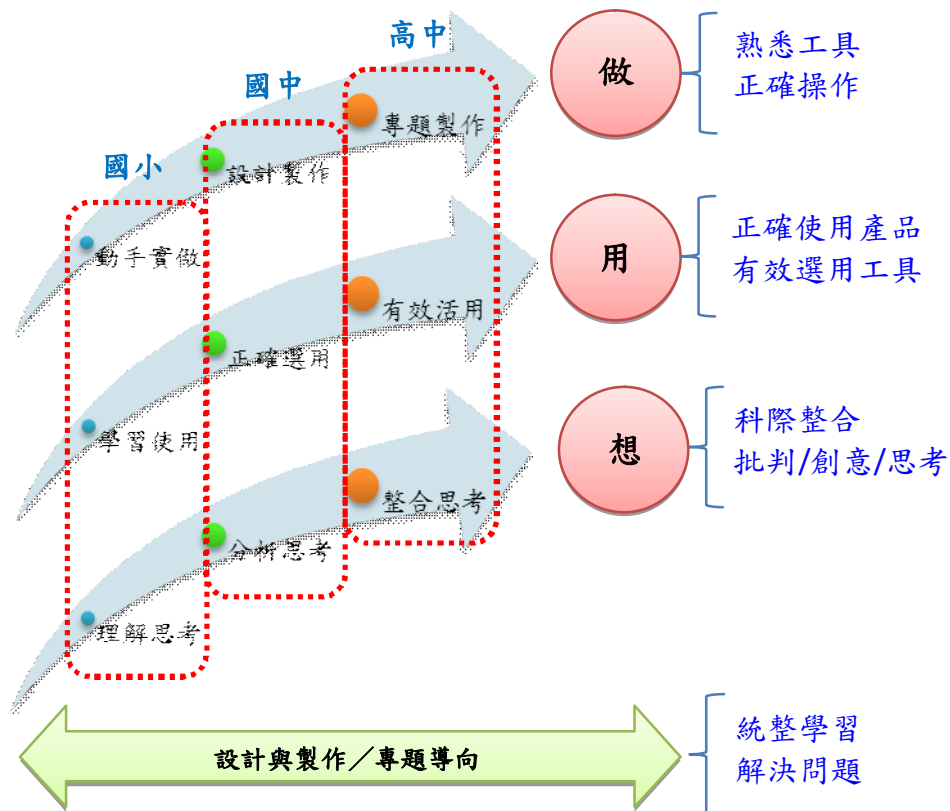 高中
國中
國小
專題製作
設計製作
動手實做
做
熟悉工具
正確操作
有效活用
正確選用
學習使用
用
正確使用產品
有效選用工具
整合思考
分析思考
理解思考
想
科際整合
批判/創意/思考
設計與製作／專題導向
統整學習
解決問題